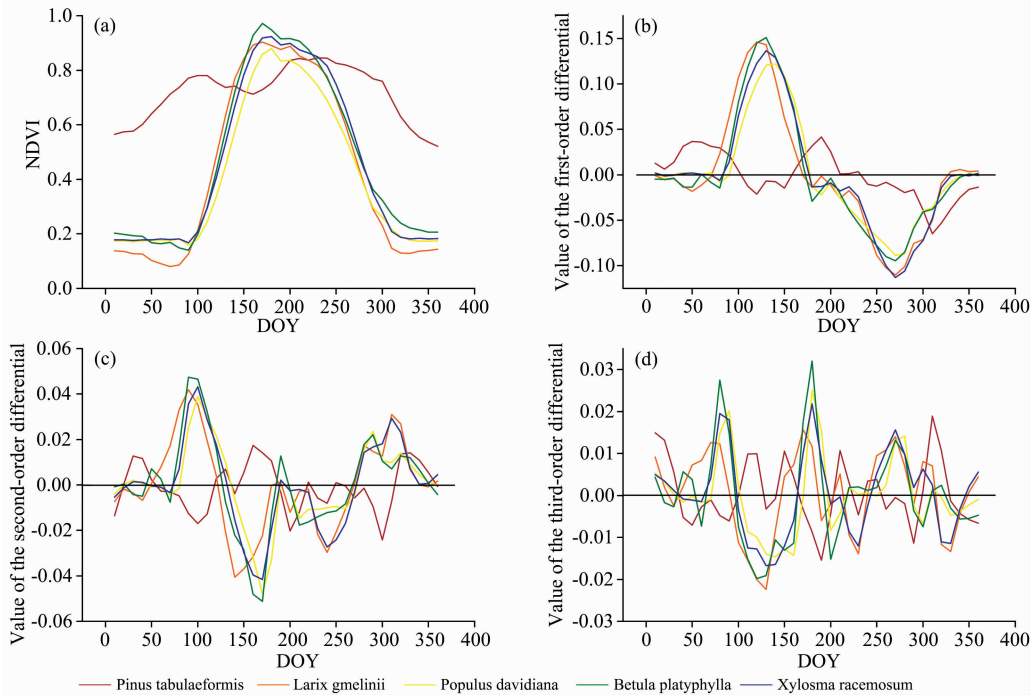 (a)
NDVI
1.0
0.8
0.6
0.4
0.2
0.0
0 50 100 150 200 250 300 350 400
DOY
(b)
Value of the first-order differential
0.15
0.10
0.05
0.00
-0.05
-0.10
0 50 100 150 200 250 300 350 400
DOY
(c)
Value of the second-order differential
0.06
0.04
0.02
0.00
-0.02
-0.04
-0.06
0 50 100 150 200 250 300 350 400
DOY
(d)
Value of the third-order differential
0.03
0.02
0.01
0.00
-0.01
-0.02
-0.03
0 50 100 150 200 250 300 350 400
DOY
Pinus tabulaeformis Larix gmelinii Populus davidiana Betula platyphylla Xylosma racemosum